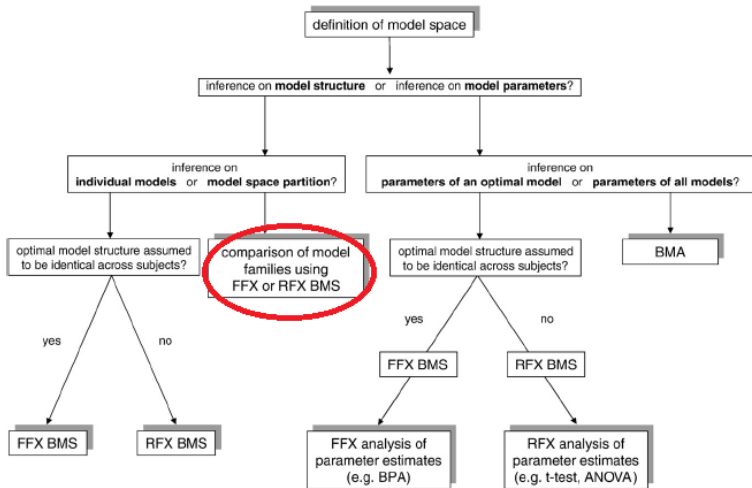 definition of model space
inference on model structure or inference on model parameters?
inference on
individual models or model space partition?
inference on
parameters of an optimal model or parameters of all models?
optimal model structure assumed
to be identical across subjects?
comparison of model
families using
FFX or RFX BMS
optimal model structure assumed
to be identical across subjects?
BMA
yes
no
yes
no
FFX BMS
RFX BMS
FFX BMS
RFX BMS
FFX analysis of
parameter estimates
(e.g. BPA)
RFX analysis of
parameter estimates
(e.g. t-test, ANOVA)